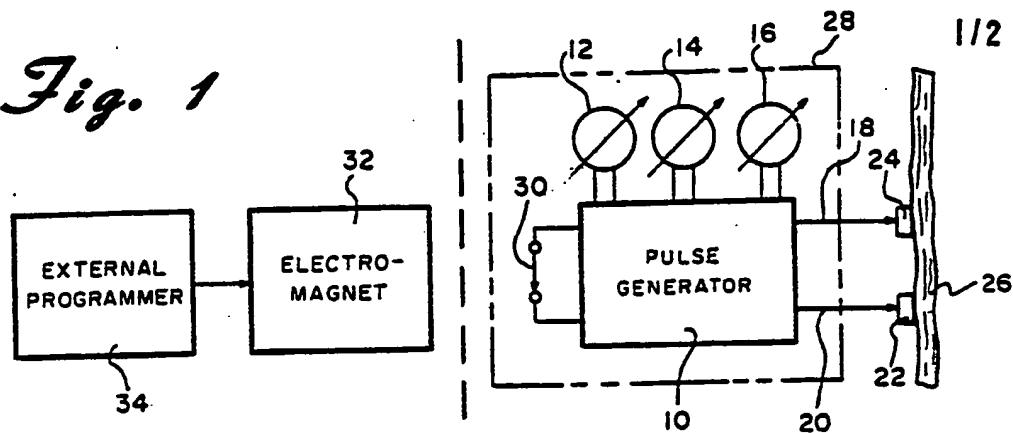 Fig. 1
1/2
12
14
16
28
18
24
32
30
EXTERNAL
PROGRAMMER
ELECTRO-
MAGNET
PULSE
GENERATOR
26
34
10
20
22